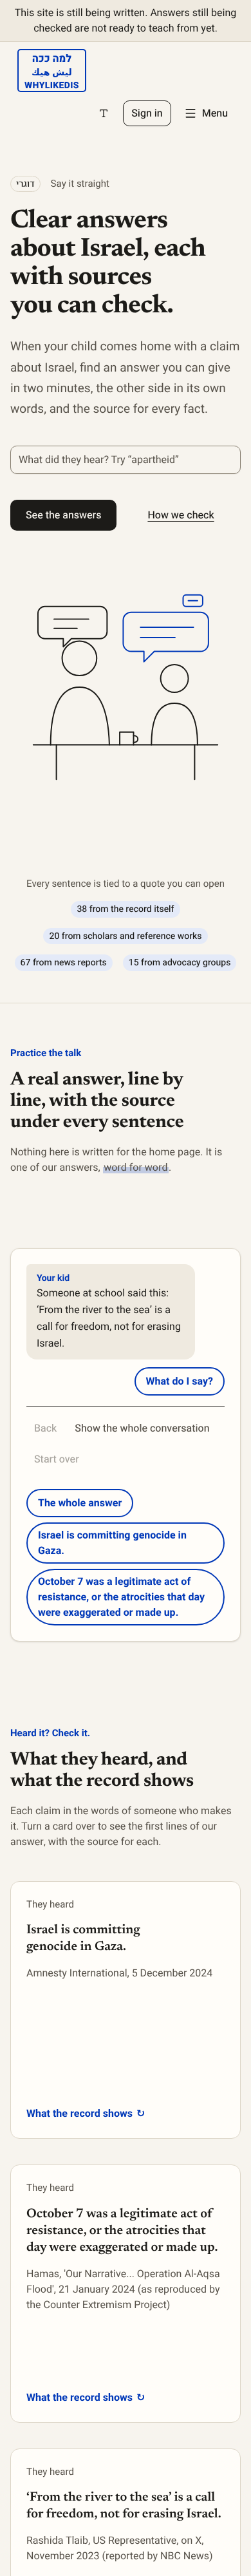 This site is still being written. Answers still being
checked are not ready to teach from yet.
למה ככה
ليش هيك
WHYLIKEDIS
Sign in
Menu
דוגרי
Say it straight
Clear answers
about Israel, each
with sources
you can check.
When your child comes home with a claim
about Israel, find an answer you can give
in two minutes, the other side in its own
words, and the source for every fact.
What did they hear? Try “apartheid”
See the answers
How we check
Every sentence is tied to a quote you can open
38 from the record itself
20 from scholars and reference works
67 from news reports
15 from advocacy groups
Practice the talk
A real answer, line by
line, with the source
under every sentence
Nothing here is written for the home page. It is
one of our answers, word for word.
Your kid
Someone at school said this:
‘From the river to the sea’ is a
call for freedom, not for erasing
Israel.
What do I say?
Back
Show the whole conversation
Start over
The whole answer
Israel is committing genocide in
Gaza.
October 7 was a legitimate act of
resistance, or the atrocities that day
were exaggerated or made up.
Heard it? Check it.
What they heard, and
what the record shows
Each claim in the words of someone who makes
it. Turn a card over to see the first lines of our
answer, with the source for each.
They heard
Israel is committing
genocide in Gaza.
Amnesty International, 5 December 2024
What the record shows ↻
They heard
October 7 was a legitimate act of
resistance, or the atrocities that
day were exaggerated or made up.
Hamas, ‘Our Narrative... Operation Al-Aqsa
Flood’, 21 January 2024 (as reproduced by
the Counter Extremism Project)
What the record shows ↻
They heard
‘From the river to the sea’ is a call
for freedom, not for erasing Israel.
Rashida Tlaib, US Representative, on X,
November 2023 (reported by NBC News)